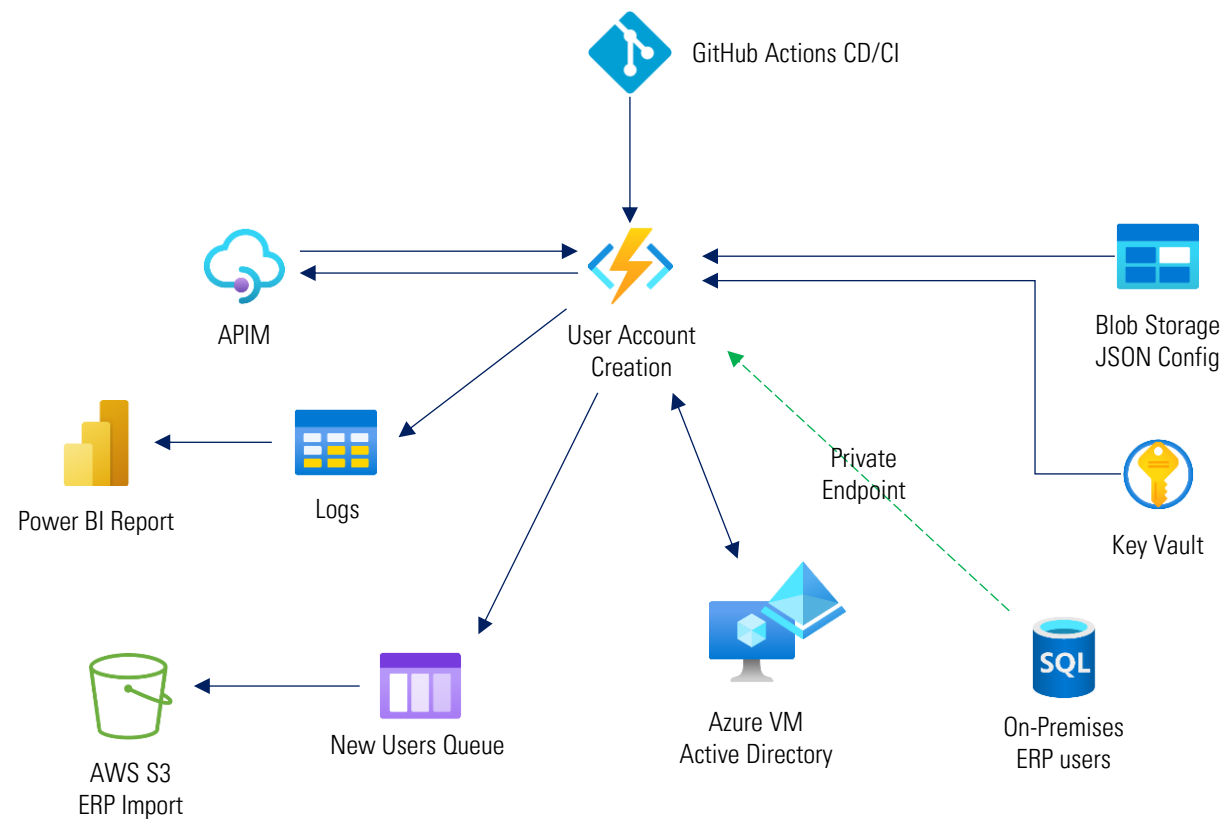 GitHub Actions CD/CI
APIM
User Account
Creation
Blob Storage
JSON Config
Private
Endpoint
Power BI Report
Logs
Key Vault
SQL
New Users Queue
Azure VM
Active Directory
On-Premises
ERP users
AWS S3
ERP Import